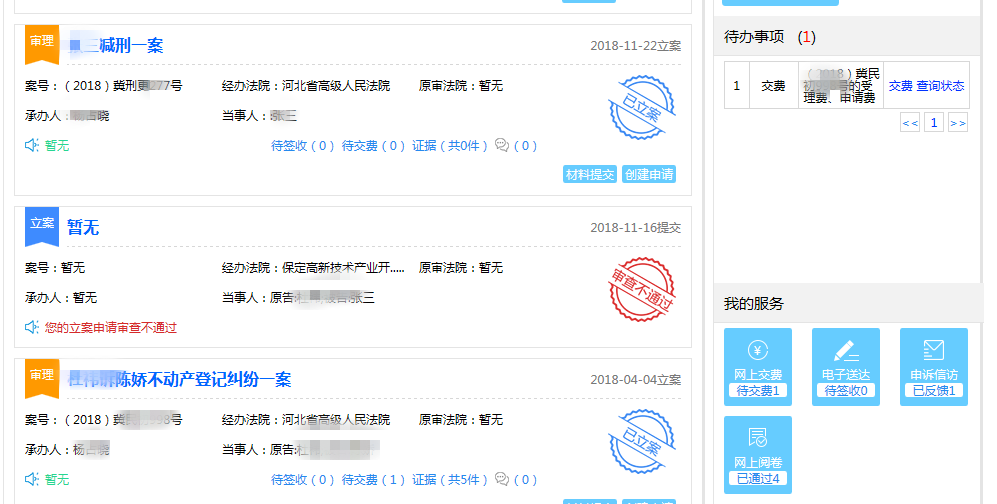 审理
三减刑一案
2018-11-22立案
案号：（2018）冀刑更277号
经办法院：河北省高级人民法院
原审法院：暂无
承办人：
晓
当事人：张三
已立案
暂无
待签收（0）
待交费（0）
证据（共0件）
（0）
材料提交
创建申请
立案
暂无
2018-11-16提交
案号：暂无
经办法院：保定高新技术产业开.....
原审法院：暂无
承办人：暂无
当事人：原告:
张三
审查不通过
您的立案申请审查不通过
审理
陈娇不动产登记纠纷一案
2018-04-04立案
案号：（2018）冀民
号
经办法院：河北省高级人民法院
原审法院：暂无
承办人：杨
晓
当事人：原告:
已立案
暂无
待签收（0）
待交费（1）
证据（共5件）
（0）
待办事项 (1)
1
交费
（2018）冀民
初
号的受
理费、申请费
交费 查询状态
<<
1
>>
我的服务
网上交费
待交费1
电子送达
待签收0
申诉信访
已反馈1
网上阅卷
已通过4